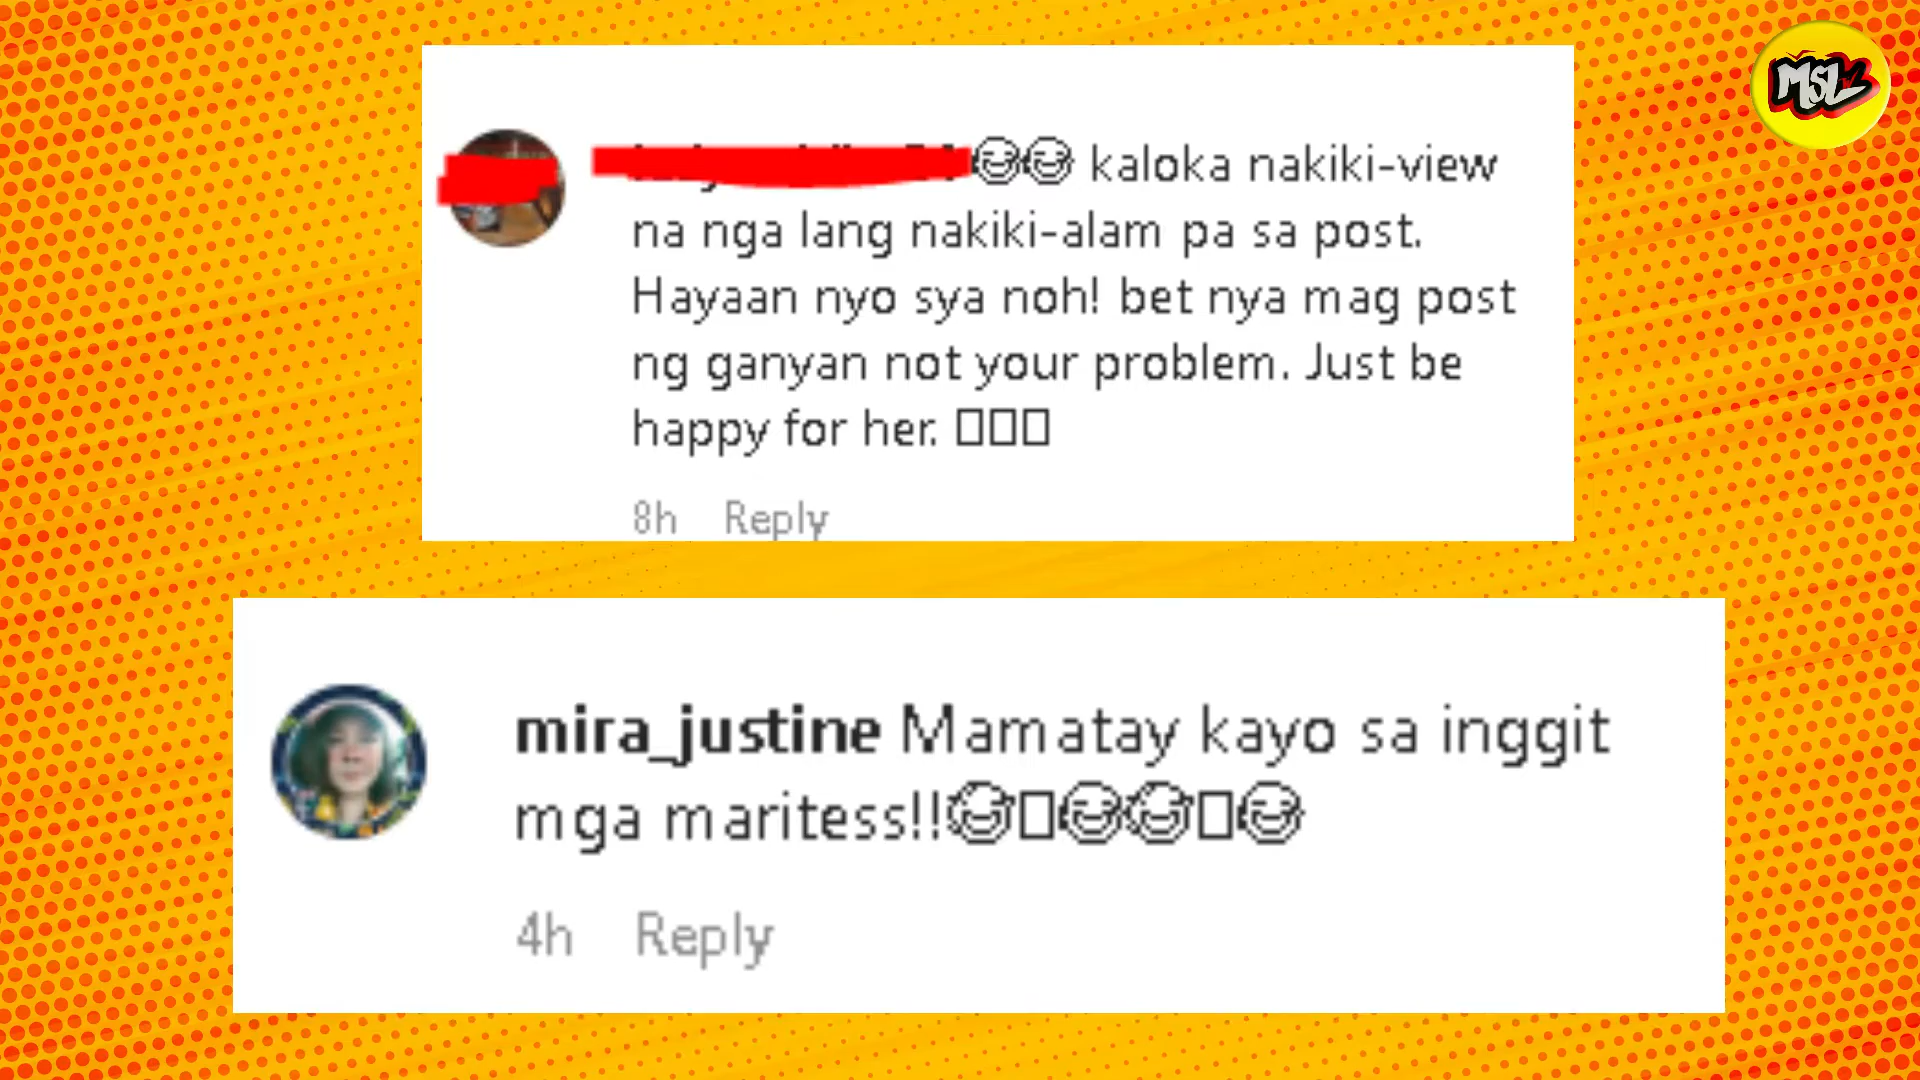 MSL
😂😂 kaloka nakiki-view
na nga lang nakiki-alam pa sa post.
Hayaan nyo sya noh! bet nya mag post
ng ganyan not your problem. Just be
happy for her. □□□
8h Reply
mira_justine Mamatay kayo sa inggit
mga maritess!!😂□😂😂□😂
4h Reply